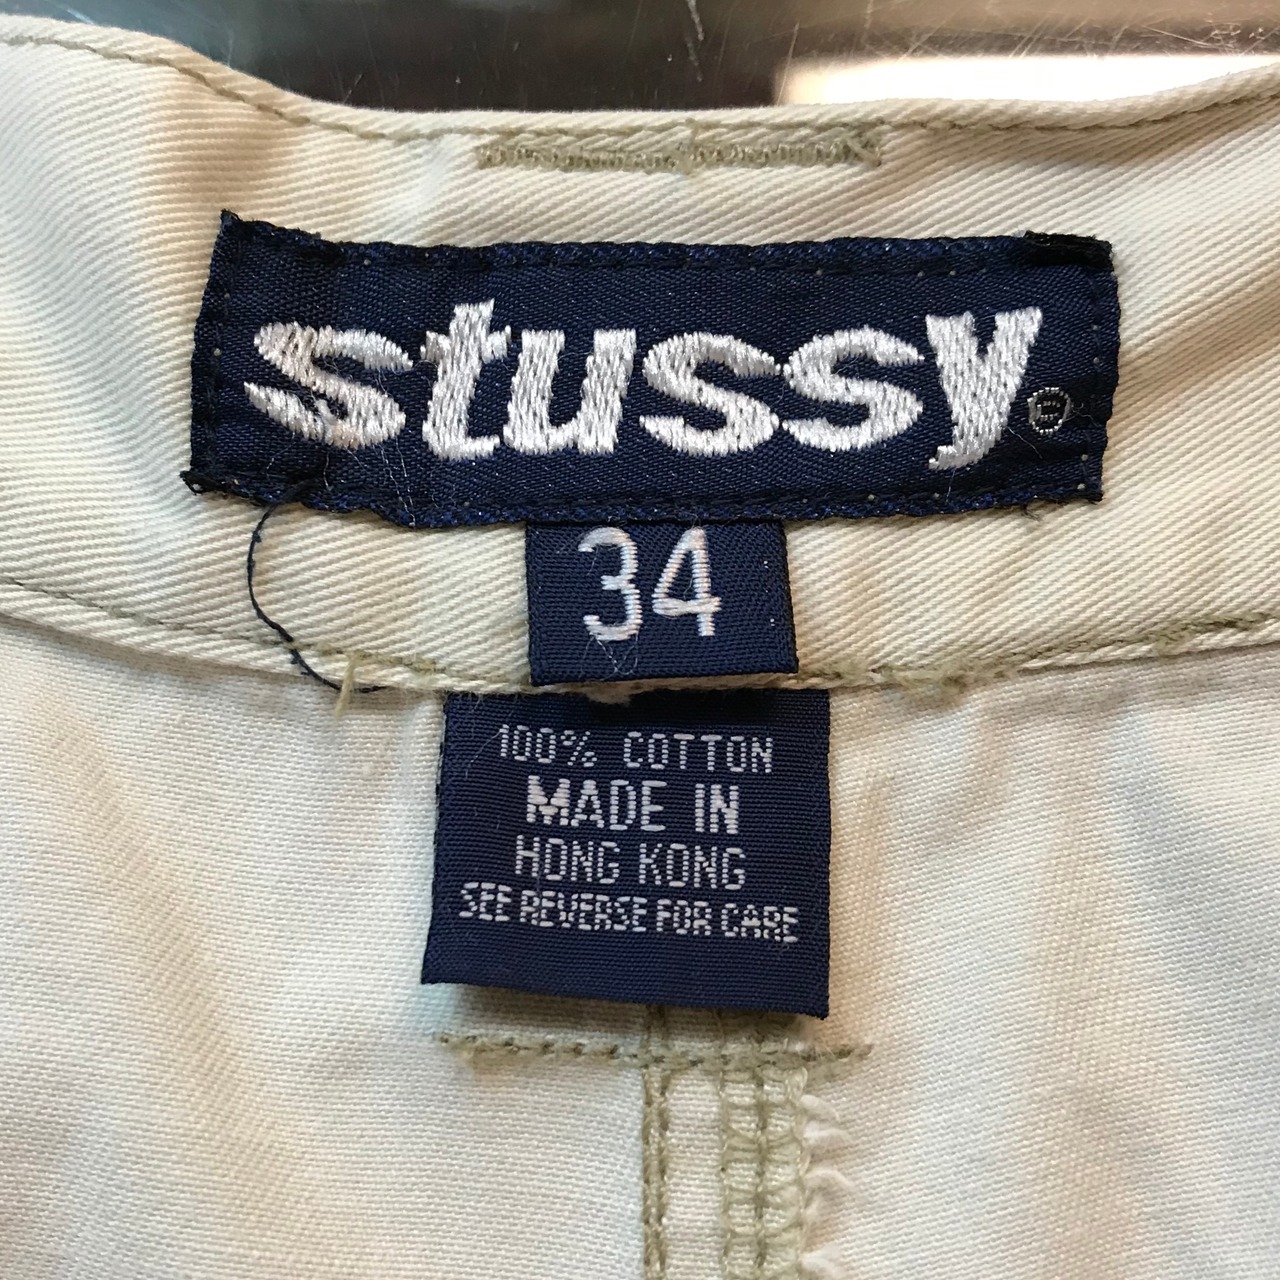 stussy®
34
100% COTTON
MADE IN
HONG KONG
SEE REVERSE FOR CARE